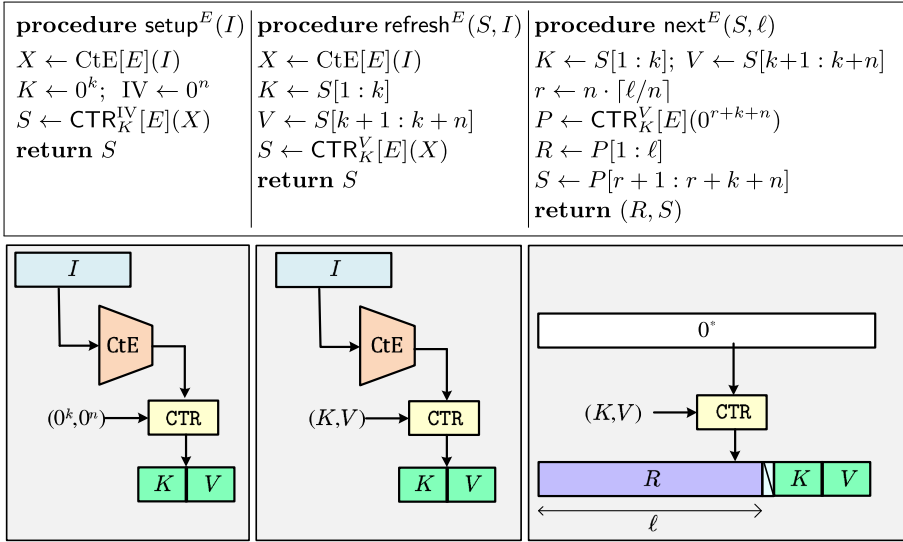 procedure setup^E(I)
X ← CtE[E](I)
K ← 0^k; IV ← 0^n
S ← CTR_K^IV[E](X)
return S
procedure refresh^E(S, I)
X ← CtE[E](I)
K ← S[1 : k]
V ← S[k + 1 : k + n]
S ← CTR_K^V[E](X)
return S
procedure next^E(S, ℓ)
K ← S[1 : k]; V ← S[k+1 : k+n]
r ← n · ⌈ℓ/n⌉
P ← CTR_K^V[E](0^{r+k+n})
R ← P[1 : ℓ]
S ← P[r + 1 : r + k + n]
return (R, S)
I
CtE
(0^k,0^n)
CTR
K V
I
CtE
(K,V)
CTR
K V
0^*
(K,V)
CTR
R K V
ℓ